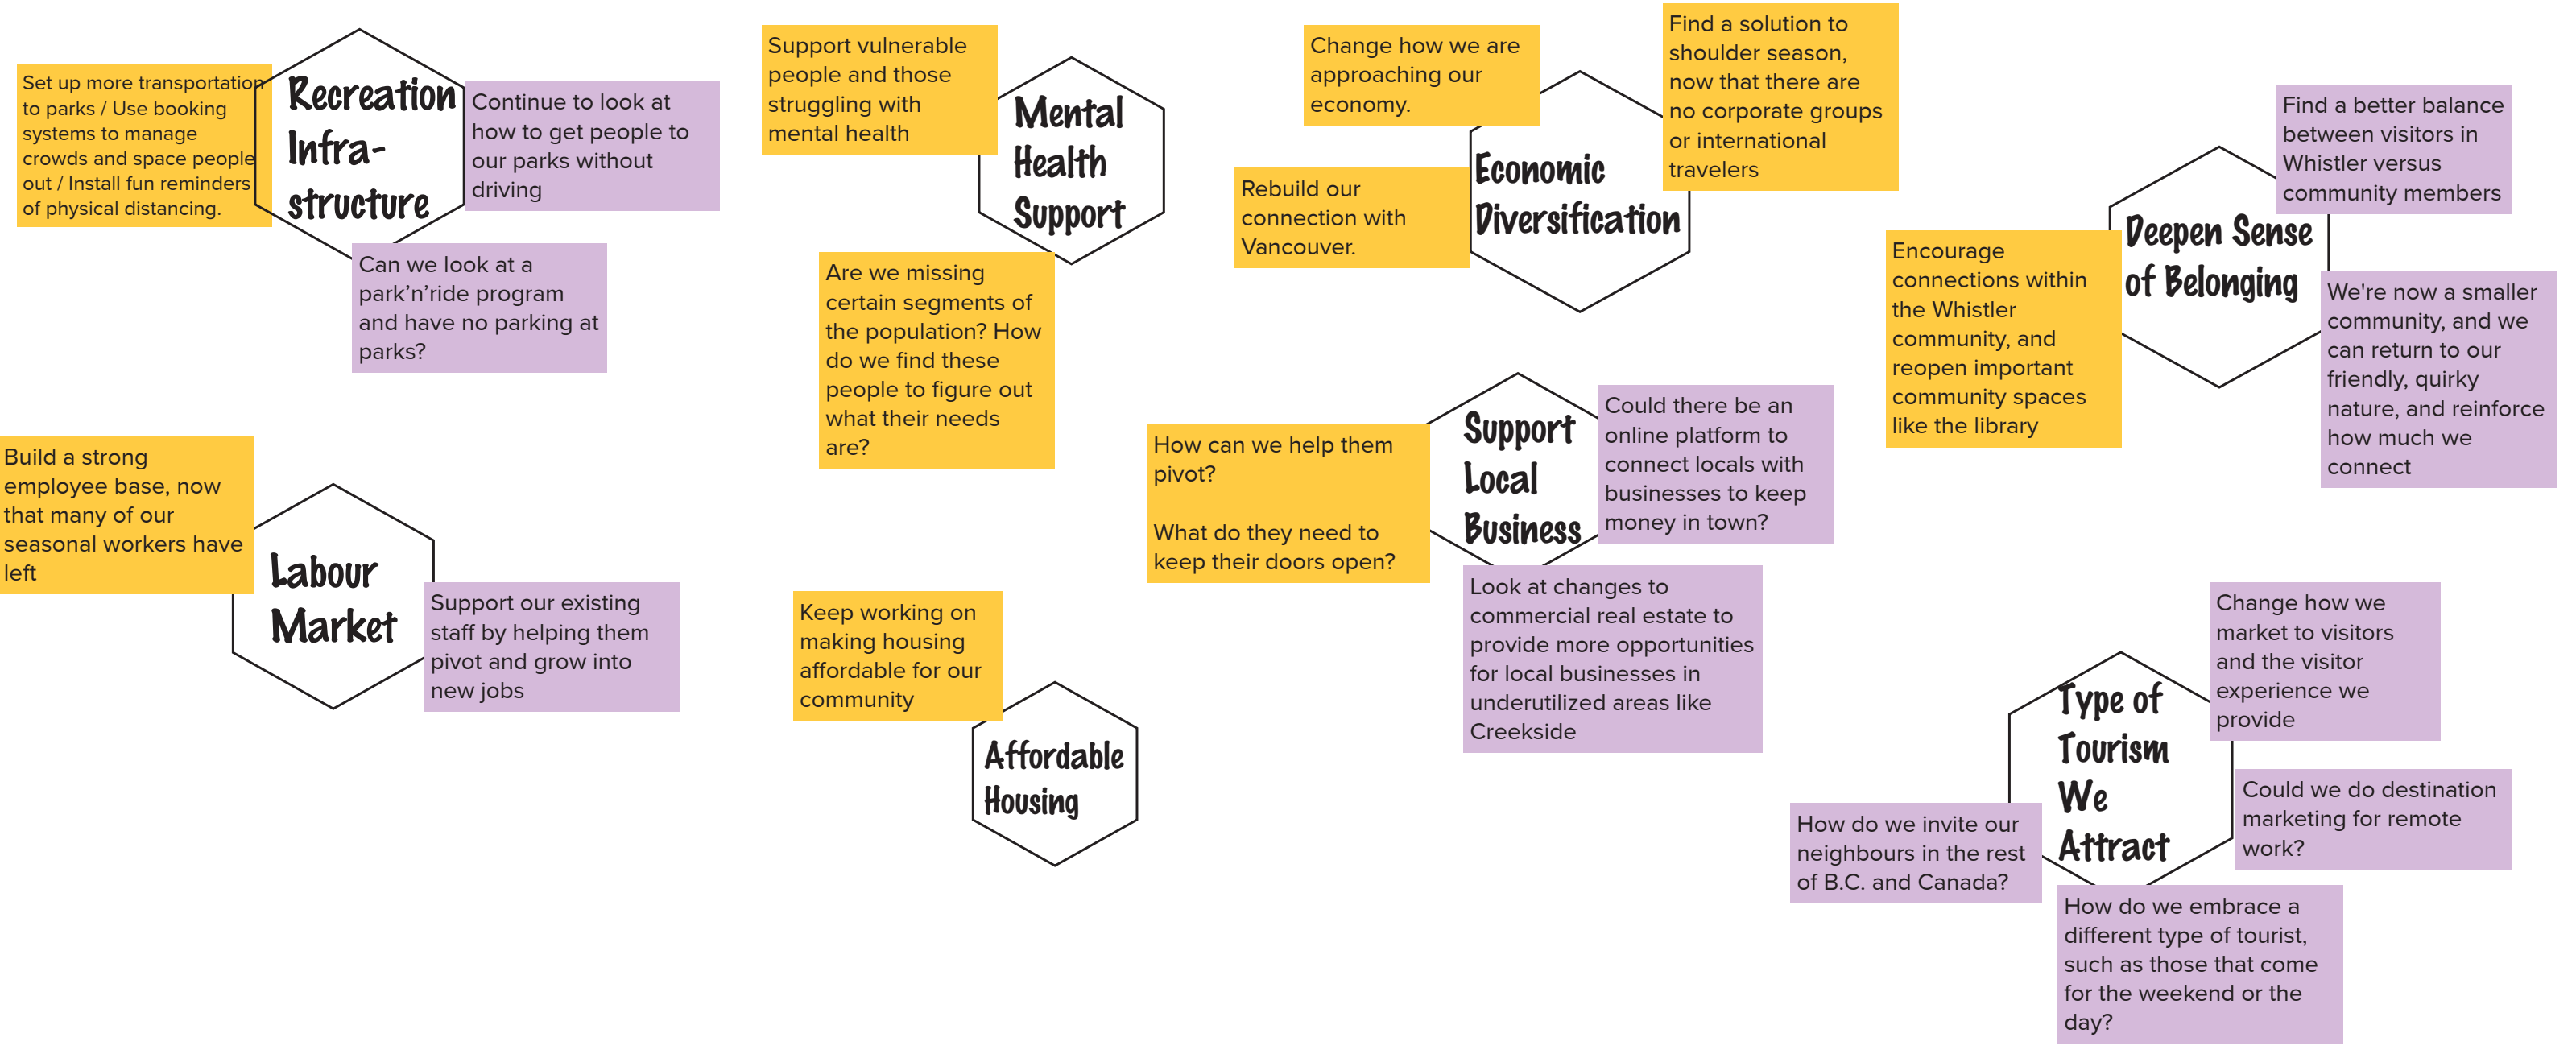 Set up more transportation
to parks / Use booking
systems to manage
crowds and space people
out / Install fun reminders
of physical distancing.
Recreation
Infra-
structure
Continue to look at
how to get people to
our parks without
driving
Can we look at a
park’n’ride program
and have no parking at
parks?
Support vulnerable
people and those
struggling with
mental health
Mental
Health
Support
Are we missing
certain segments of
the population? How
do we find these
people to figure out
what their needs
are?
Change how we are
approaching our
economy.
Find a solution to
shoulder season,
now that there are
no corporate groups
or international
travelers
Rebuild our
connection with
Vancouver.
Economic
Diversification
Find a better balance
between visitors in
Whistler versus
community members
Encourage
connections within
the Whistler
community, and
reopen important
community spaces
like the library
Deepen Sense
of Belonging
We're now a smaller
community, and we
can return to our
friendly, quirky
nature, and reinforce
how much we
connect
Build a strong
employee base, now
that many of our
seasonal workers have
left
Labour
Market
Support our existing
staff by helping them
pivot and grow into
new jobs
Keep working on
making housing
affordable for our
community
Affordable
Housing
How can we help them
pivot?
What do they need to
keep their doors open?
Support
Local
Business
Could there be an
online platform to
connect locals with
businesses to keep
money in town?
Look at changes to
commercial real estate to
provide more opportunities
for local businesses in
underutilized areas like
Creekside
Change how we
market to visitors
and the visitor
experience we
provide
Type of
Tourism
We
Attract
Could we do destination
marketing for remote
work?
How do we invite our
neighbours in the rest
of B.C. and Canada?
How do we embrace a
different type of tourist,
such as those that come
for the weekend or the
day?